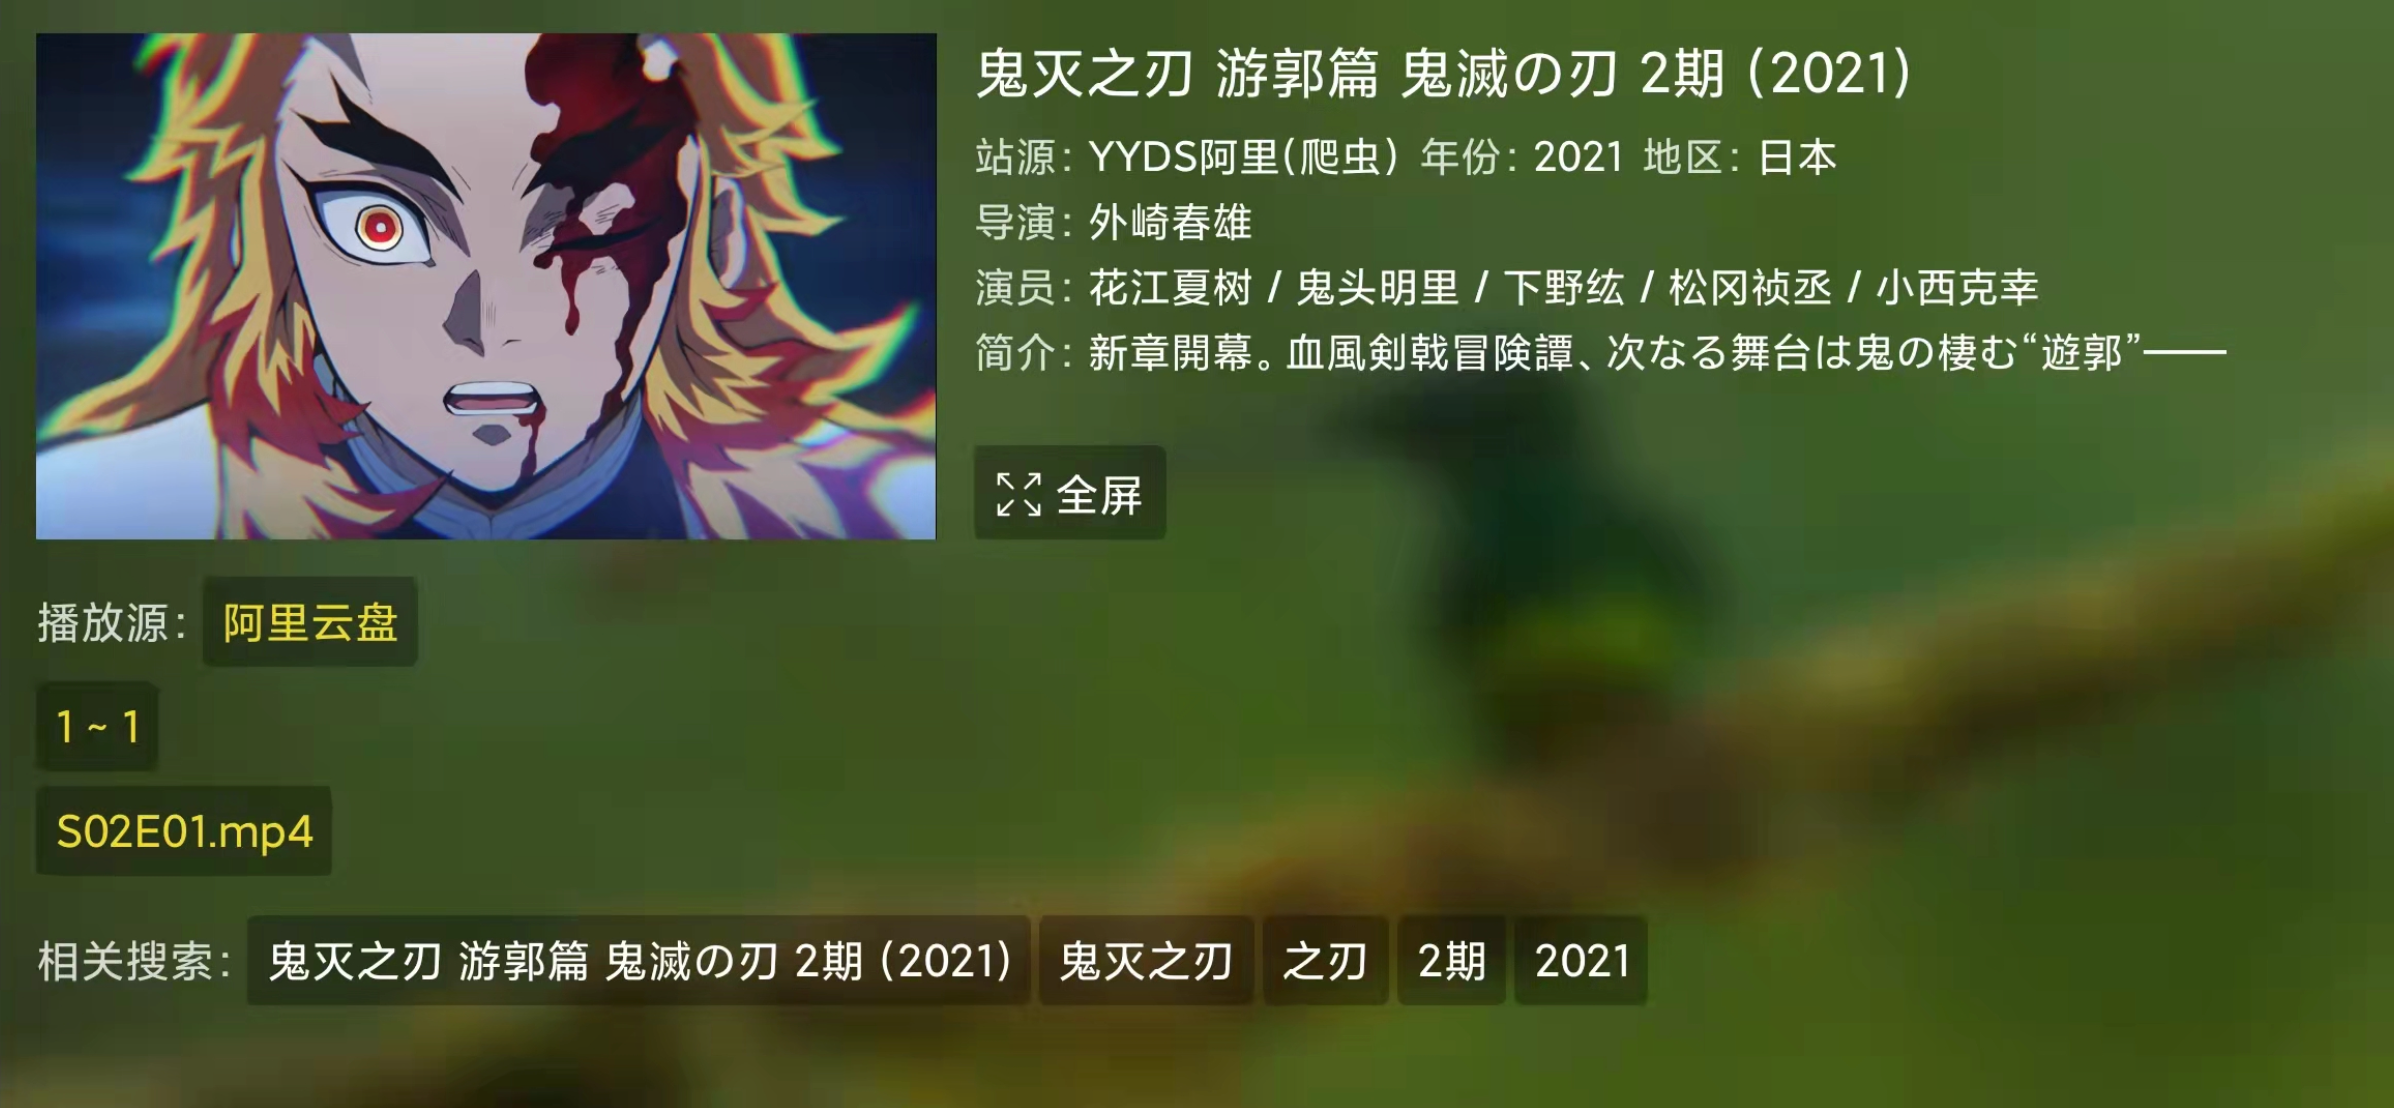 鬼灭之刃 游郭篇 鬼滅の刃 2期 (2021)
站源: YYDS阿里(爬虫) 年份: 2021 地区: 日本
导演: 外崎春雄
演员: 花江夏树 / 鬼头明里 / 下野纮 / 松冈祯丞 / 小西克幸
简介: 新章開幕。血風剣戟冒険譚、次なる舞台は鬼の棲む“遊郭”——
全屏
播放源: 阿里云盘
1 ~ 1
S02E01.mp4
相关搜索: 鬼灭之刃 游郭篇 鬼滅の刃 2期 (2021) 鬼灭之刃 之刃 2期 2021